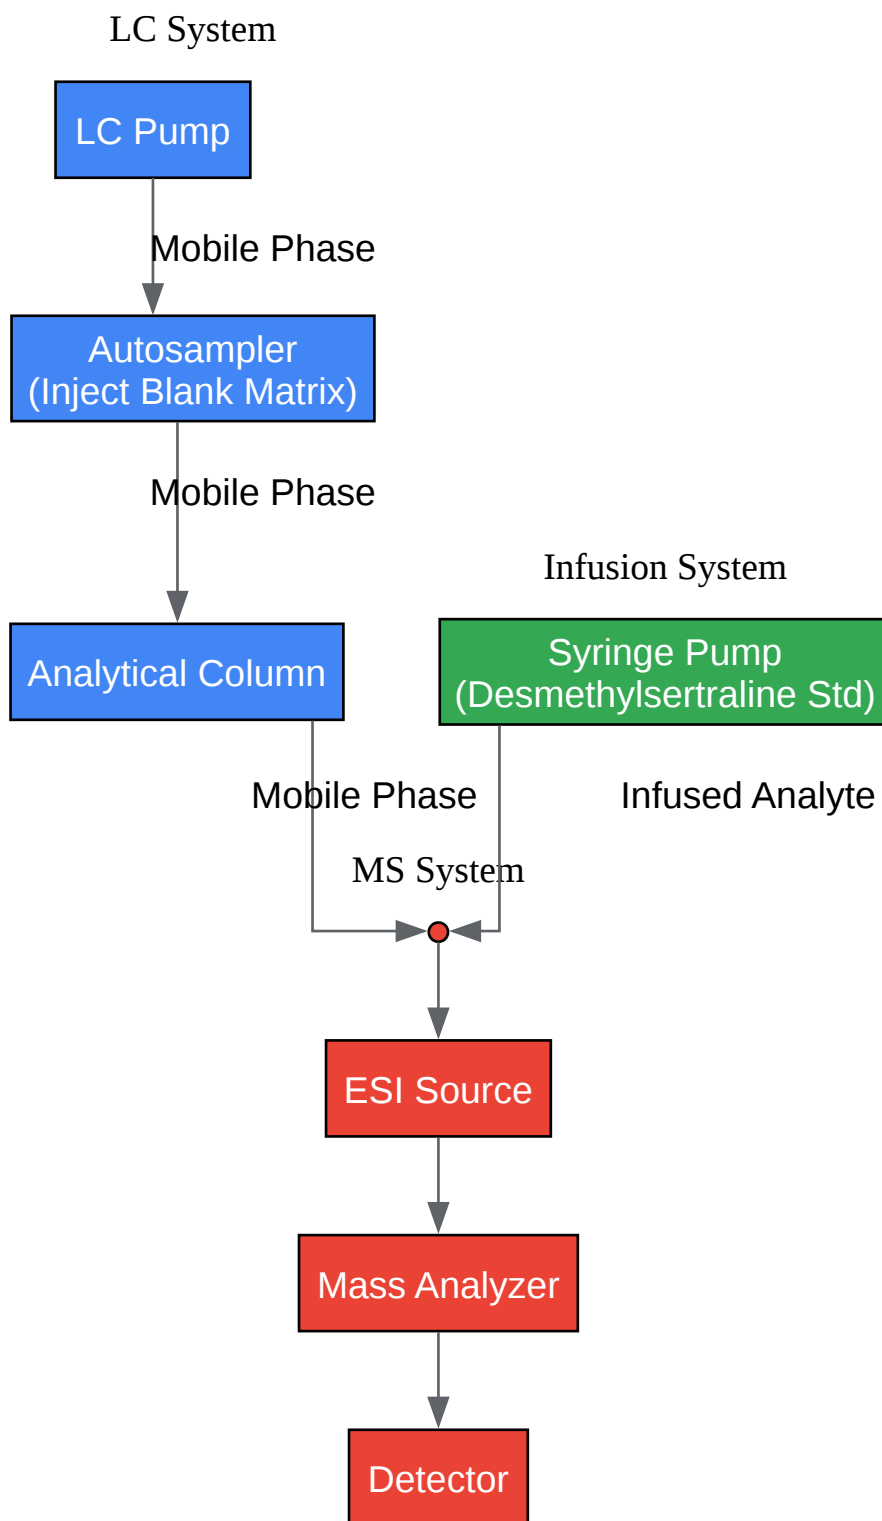 LC System
LC Pump
Mobile Phase
Autosampler
(Inject Blank Matrix)
Mobile Phase
Infusion System
Analytical Column
Syringe Pump
(Desmethylsertraline Std)
Mobile Phase
Infused Analyte
MS System
ESI Source
Mass Analyzer
Detector